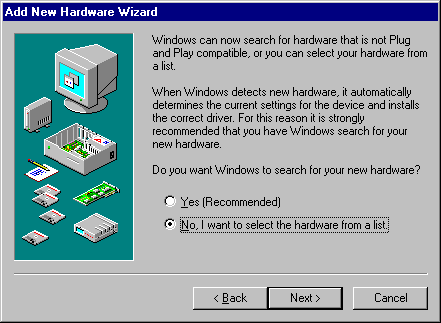 Add New Hardware Wizard
Windows can now search for hardware that is not Plug
and Play compatible, or you can select your hardware from
a list.
When Windows detects new hardware, it automatically
determines the current settings for the device and installs
the correct driver. For this reason it is strongly
recommended that you have Windows search for your
new hardware.
Do you want Windows to search for your new hardware?
Yes (Recommended)
No, I want to select the hardware from a list.
< Back
Next >
Cancel